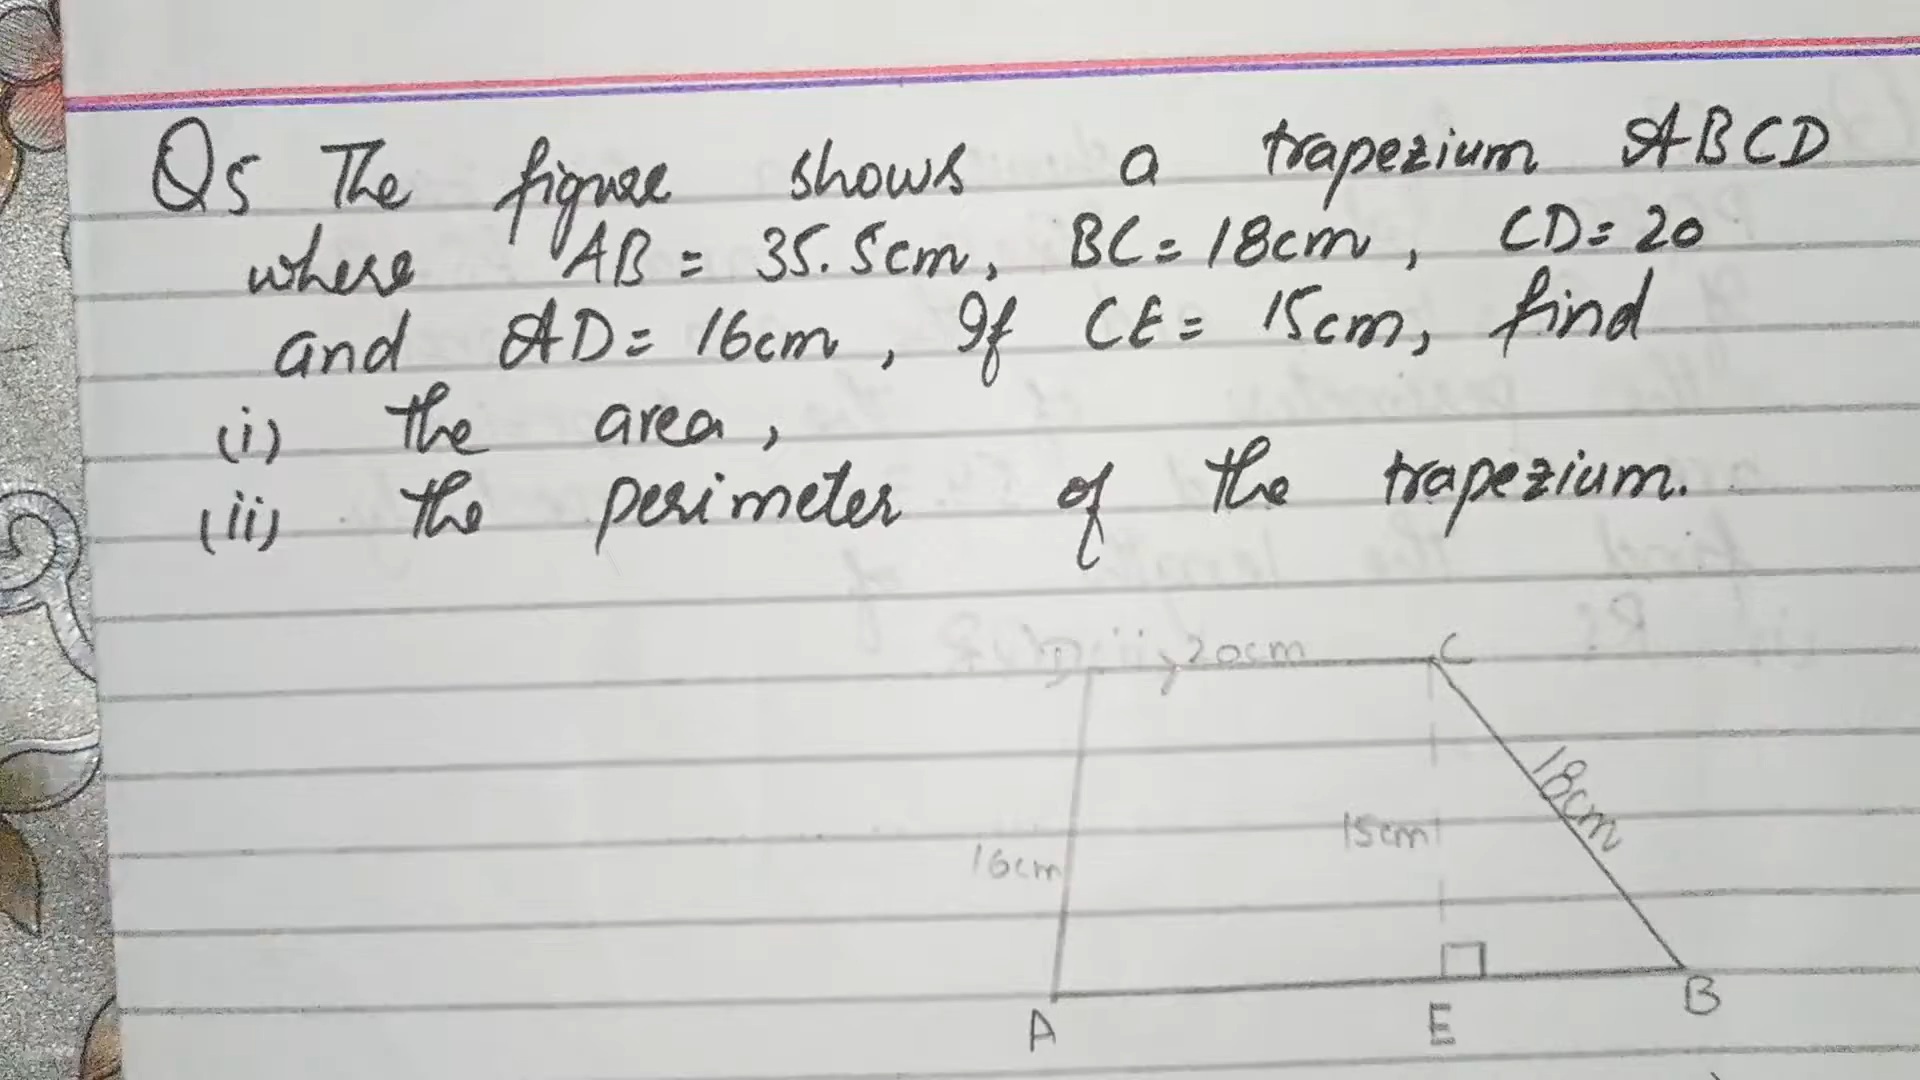 Q5 The figure shows a trapezium ABCD
where AB = 35.5cm, BC = 18cm, CD = 20
and AD = 16cm, If CE = 15cm, find
(i) the area,
(ii) the perimeter of the trapezium.
D 20cm C
18cm
15cm
16cm
A E B